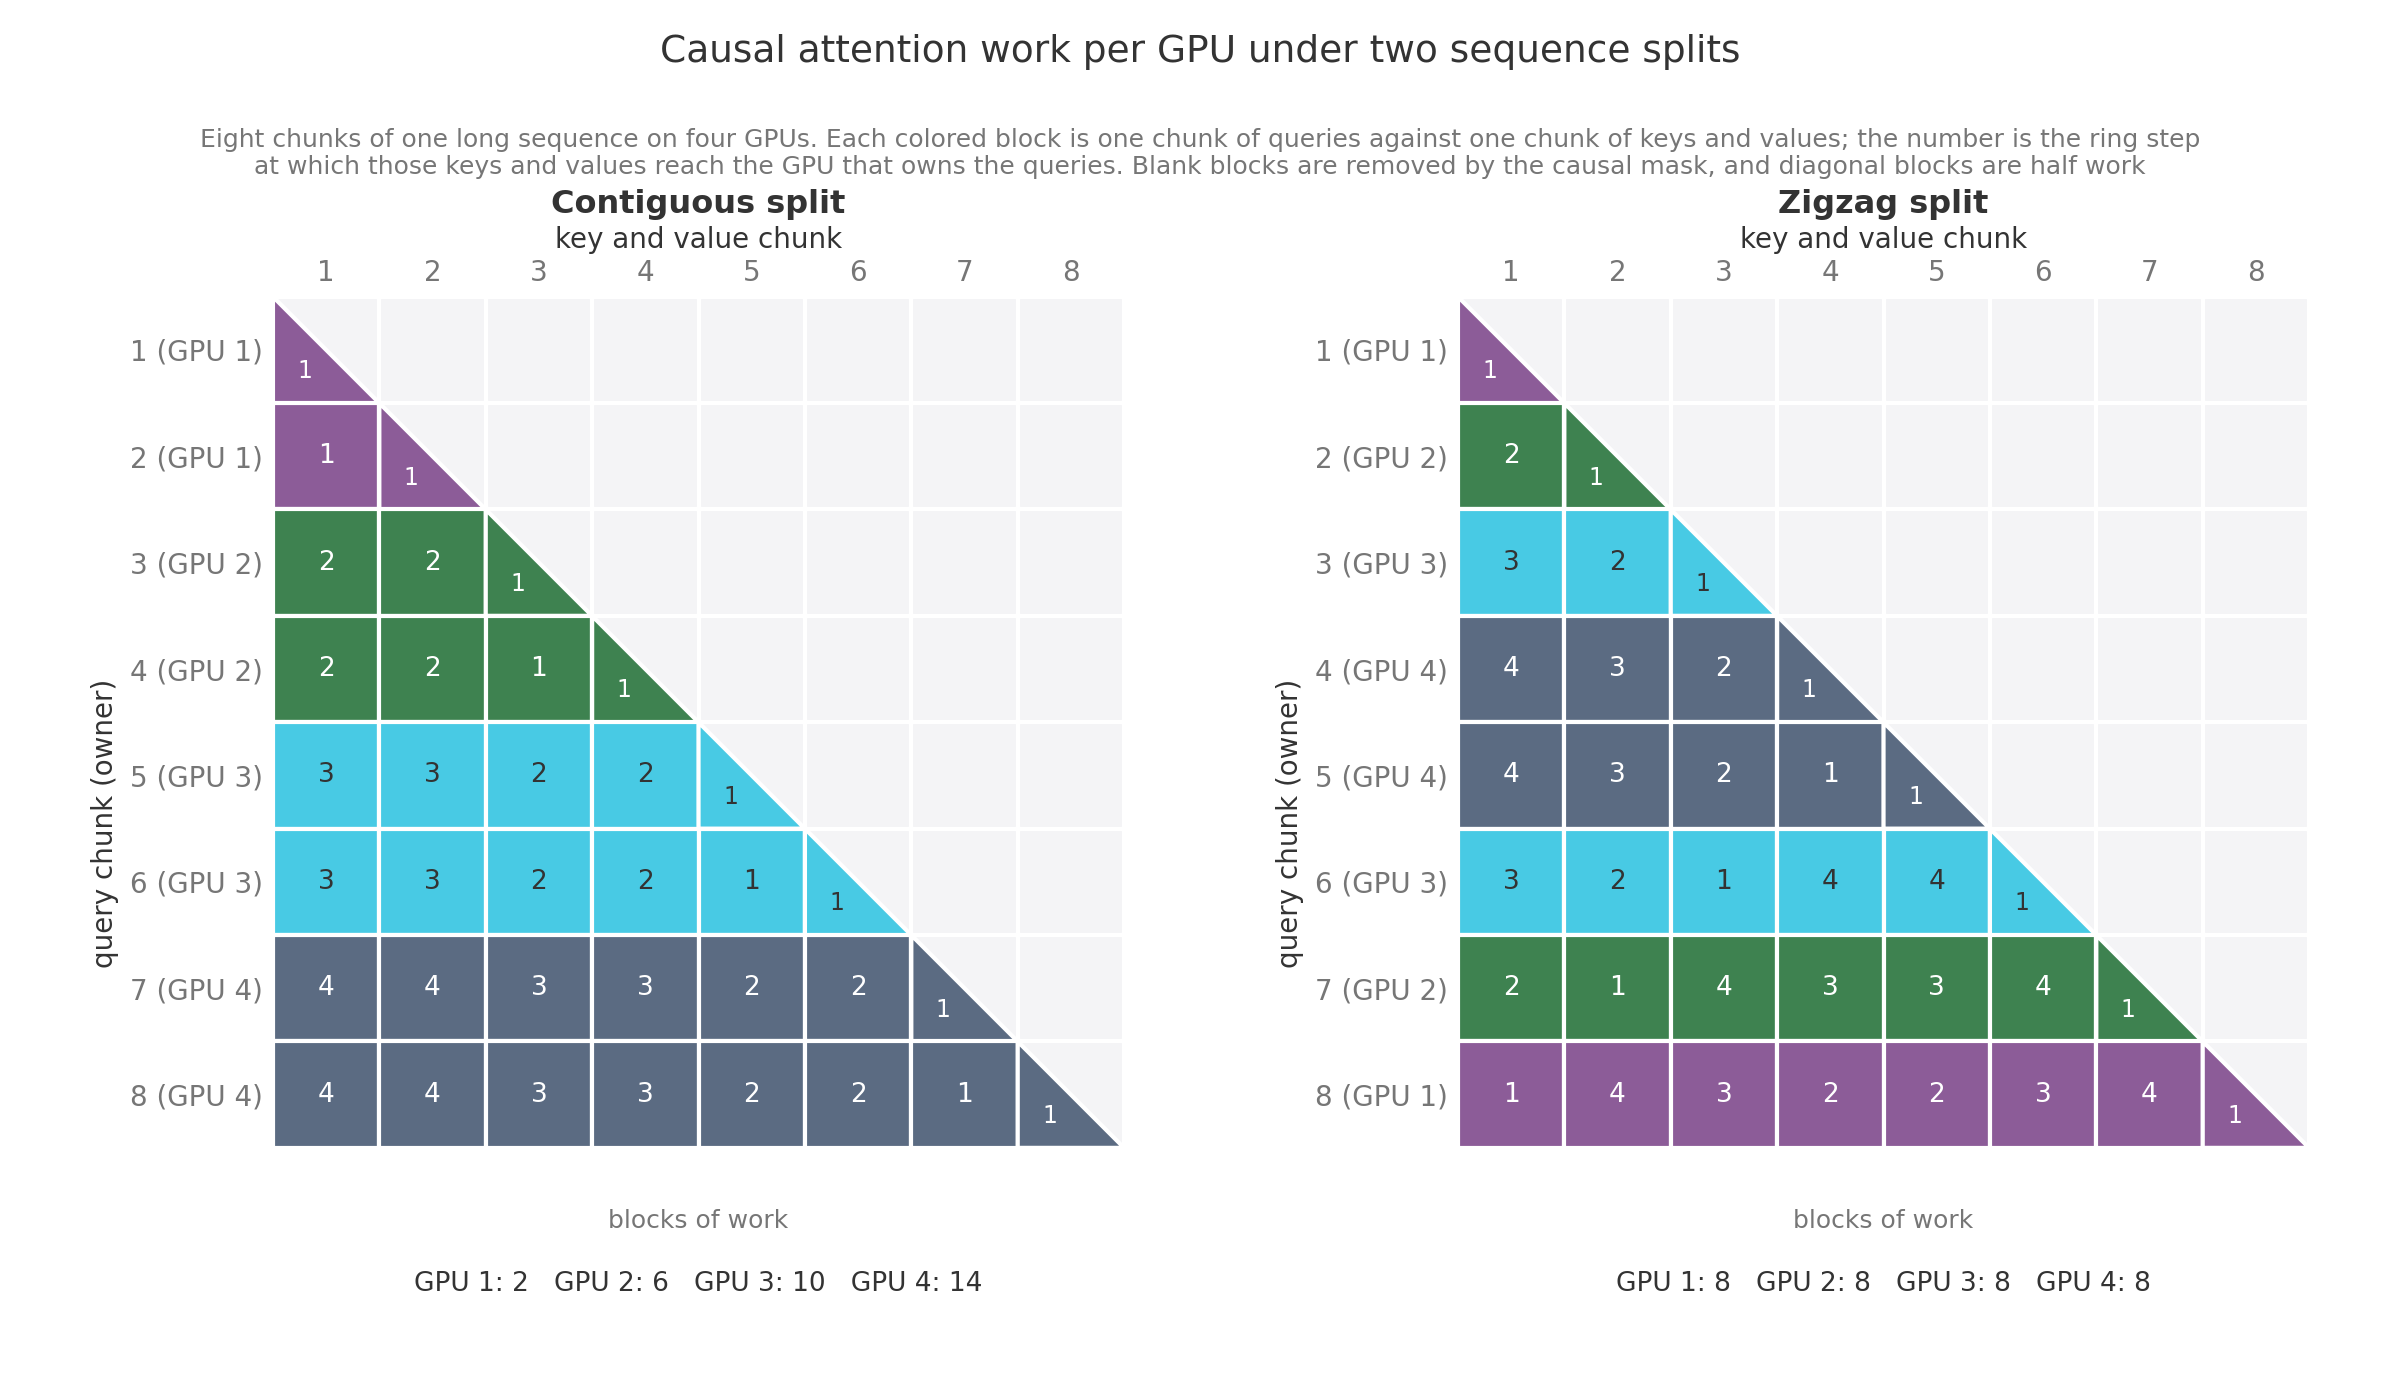 Causal attention work per GPU under two sequence splits
Eight chunks of one long sequence on four GPUs. Each colored block is one chunk of queries against one chunk of keys and values; the number is the ring step
at which those keys and values reach the GPU that owns the queries. Blank blocks are removed by the causal mask, and diagonal blocks are half work
Contiguous split
key and value chunk
1 2 3 4 5 6 7 8
query chunk (owner)
1 (GPU 1) 1
2 (GPU 1) 1 1
3 (GPU 2) 2 2 1
4 (GPU 2) 2 2 1 1
5 (GPU 3) 3 3 2 2 1
6 (GPU 3) 3 3 2 2 1 1
7 (GPU 4) 4 4 3 3 2 2 1
8 (GPU 4) 4 4 3 3 2 2 1 1
blocks of work
GPU 1: 2 GPU 2: 6 GPU 3: 10 GPU 4: 14
Zigzag split
key and value chunk
1 2 3 4 5 6 7 8
query chunk (owner)
1 (GPU 1) 1
2 (GPU 2) 2 1
3 (GPU 3) 3 2 1
4 (GPU 4) 4 3 2 1
5 (GPU 4) 4 3 2 1 1
6 (GPU 3) 3 2 1 4 4 1
7 (GPU 2) 2 1 4 3 3 4 1
8 (GPU 1) 1 4 3 2 2 3 4 1
blocks of work
GPU 1: 8 GPU 2: 8 GPU 3: 8 GPU 4: 8